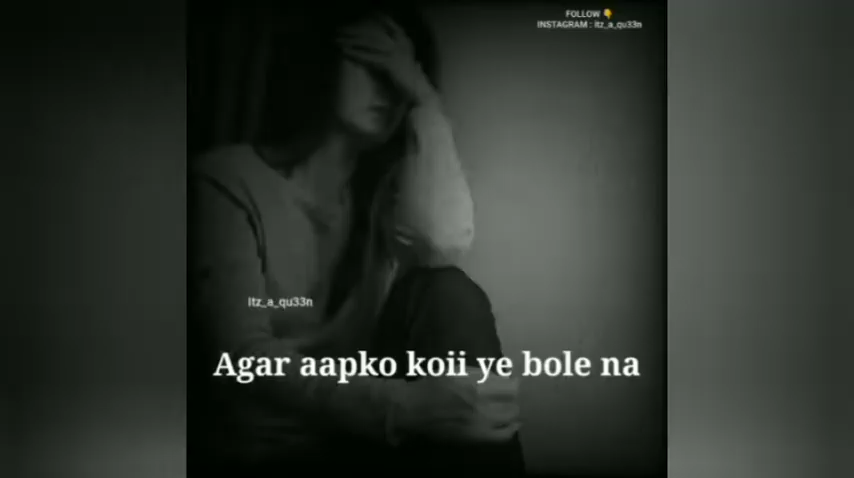 FOLLOW 👇
INSTAGRAM : itz_a_qu33n
Itz_a_qu33n
Agar aapko koii ye bole na